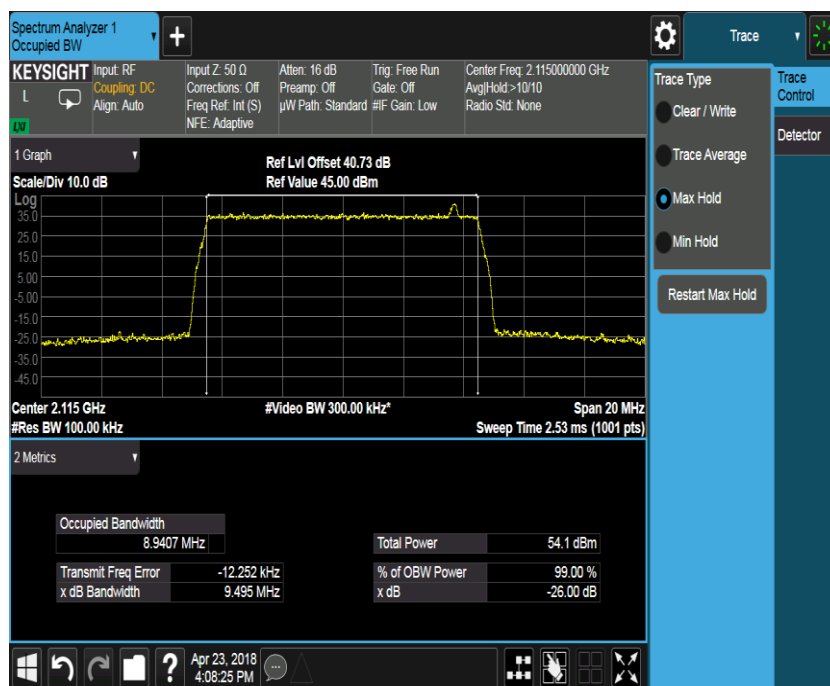 Spectrum Analyzer 1
Occupied BW
+
Trace
KEYSIGHT
L
LXI
Input: RF
Coupling: DC
Align: Auto
Input Z: 50 Ω
Corrections: Off
Freq Ref: Int (S)
NFE: Adaptive
Atten: 16 dB
Preamp: Off
µW Path: Standard
Trig: Free Run
Gate: Off
#IF Gain: Low
Center Freq: 2.115000000 GHz
Avg|Hold:>10/10
Radio Std: None
Trace Type
Clear / Write
Trace Average
Max Hold
Min Hold
Restart Max Hold
Trace
Control
Detector
1 Graph
Scale/Div 10.0 dB
Ref Lvl Offset 40.73 dB
Ref Value 45.00 dBm
Log
35.0
25.0
15.0
5.00
-5.00
-15.0
-25.0
-35.0
-45.0
Center 2.115 GHz
#Video BW 300.00 kHz*
Span 20 MHz
#Res BW 100.00 kHz
Sweep Time 2.53 ms (1001 pts)
2 Metrics
Occupied Bandwidth
8.9407 MHz
Total Power 54.1 dBm
Transmit Freq Error -12.252 kHz
% of OBW Power 99.00 %
x dB Bandwidth 9.495 MHz
x dB -26.00 dB
?
Apr 23, 2018
4:08:25 PM